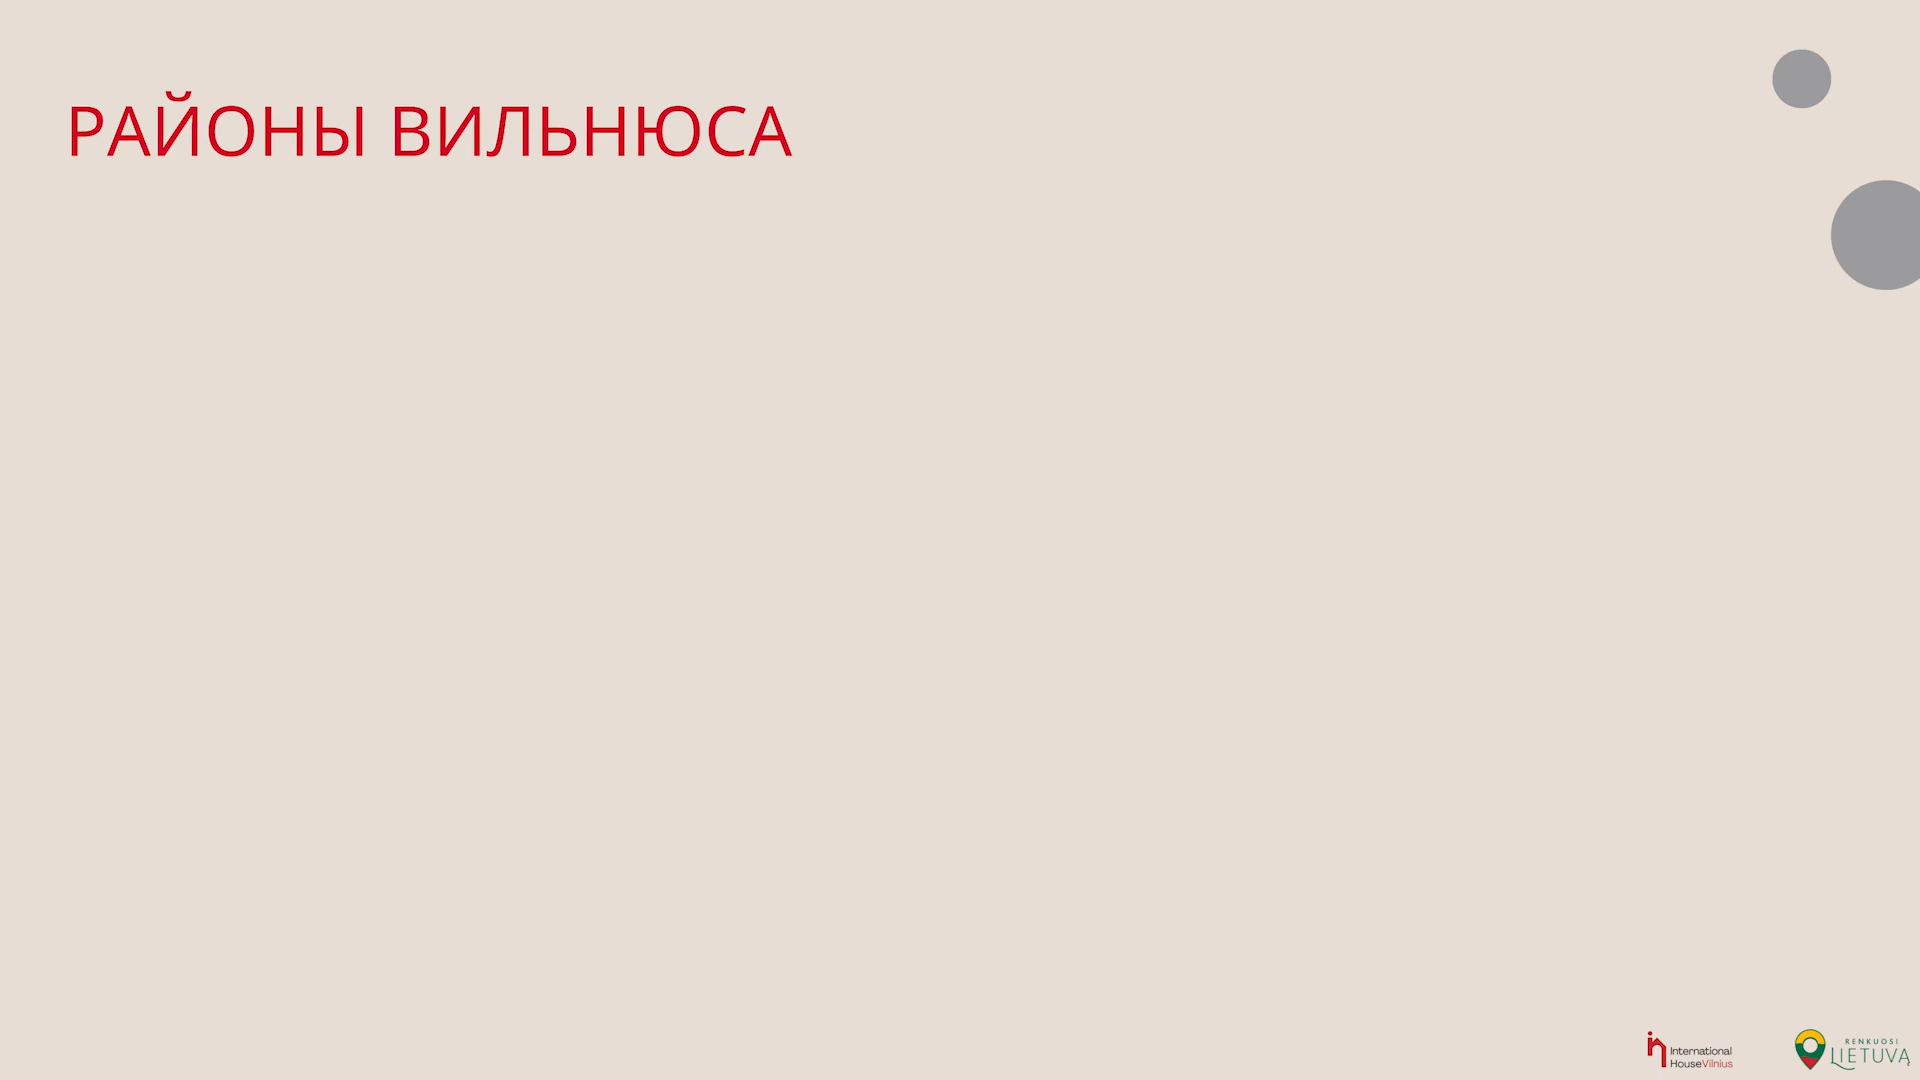 РАЙОНЫ ВИЛЬНЮСА
International
HouseVilnius
RENKUOSI
LIETUVĄ